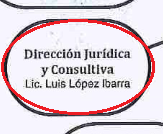 Dirección Jurídica
y Consultiva
Lic. Luis López Ibarra